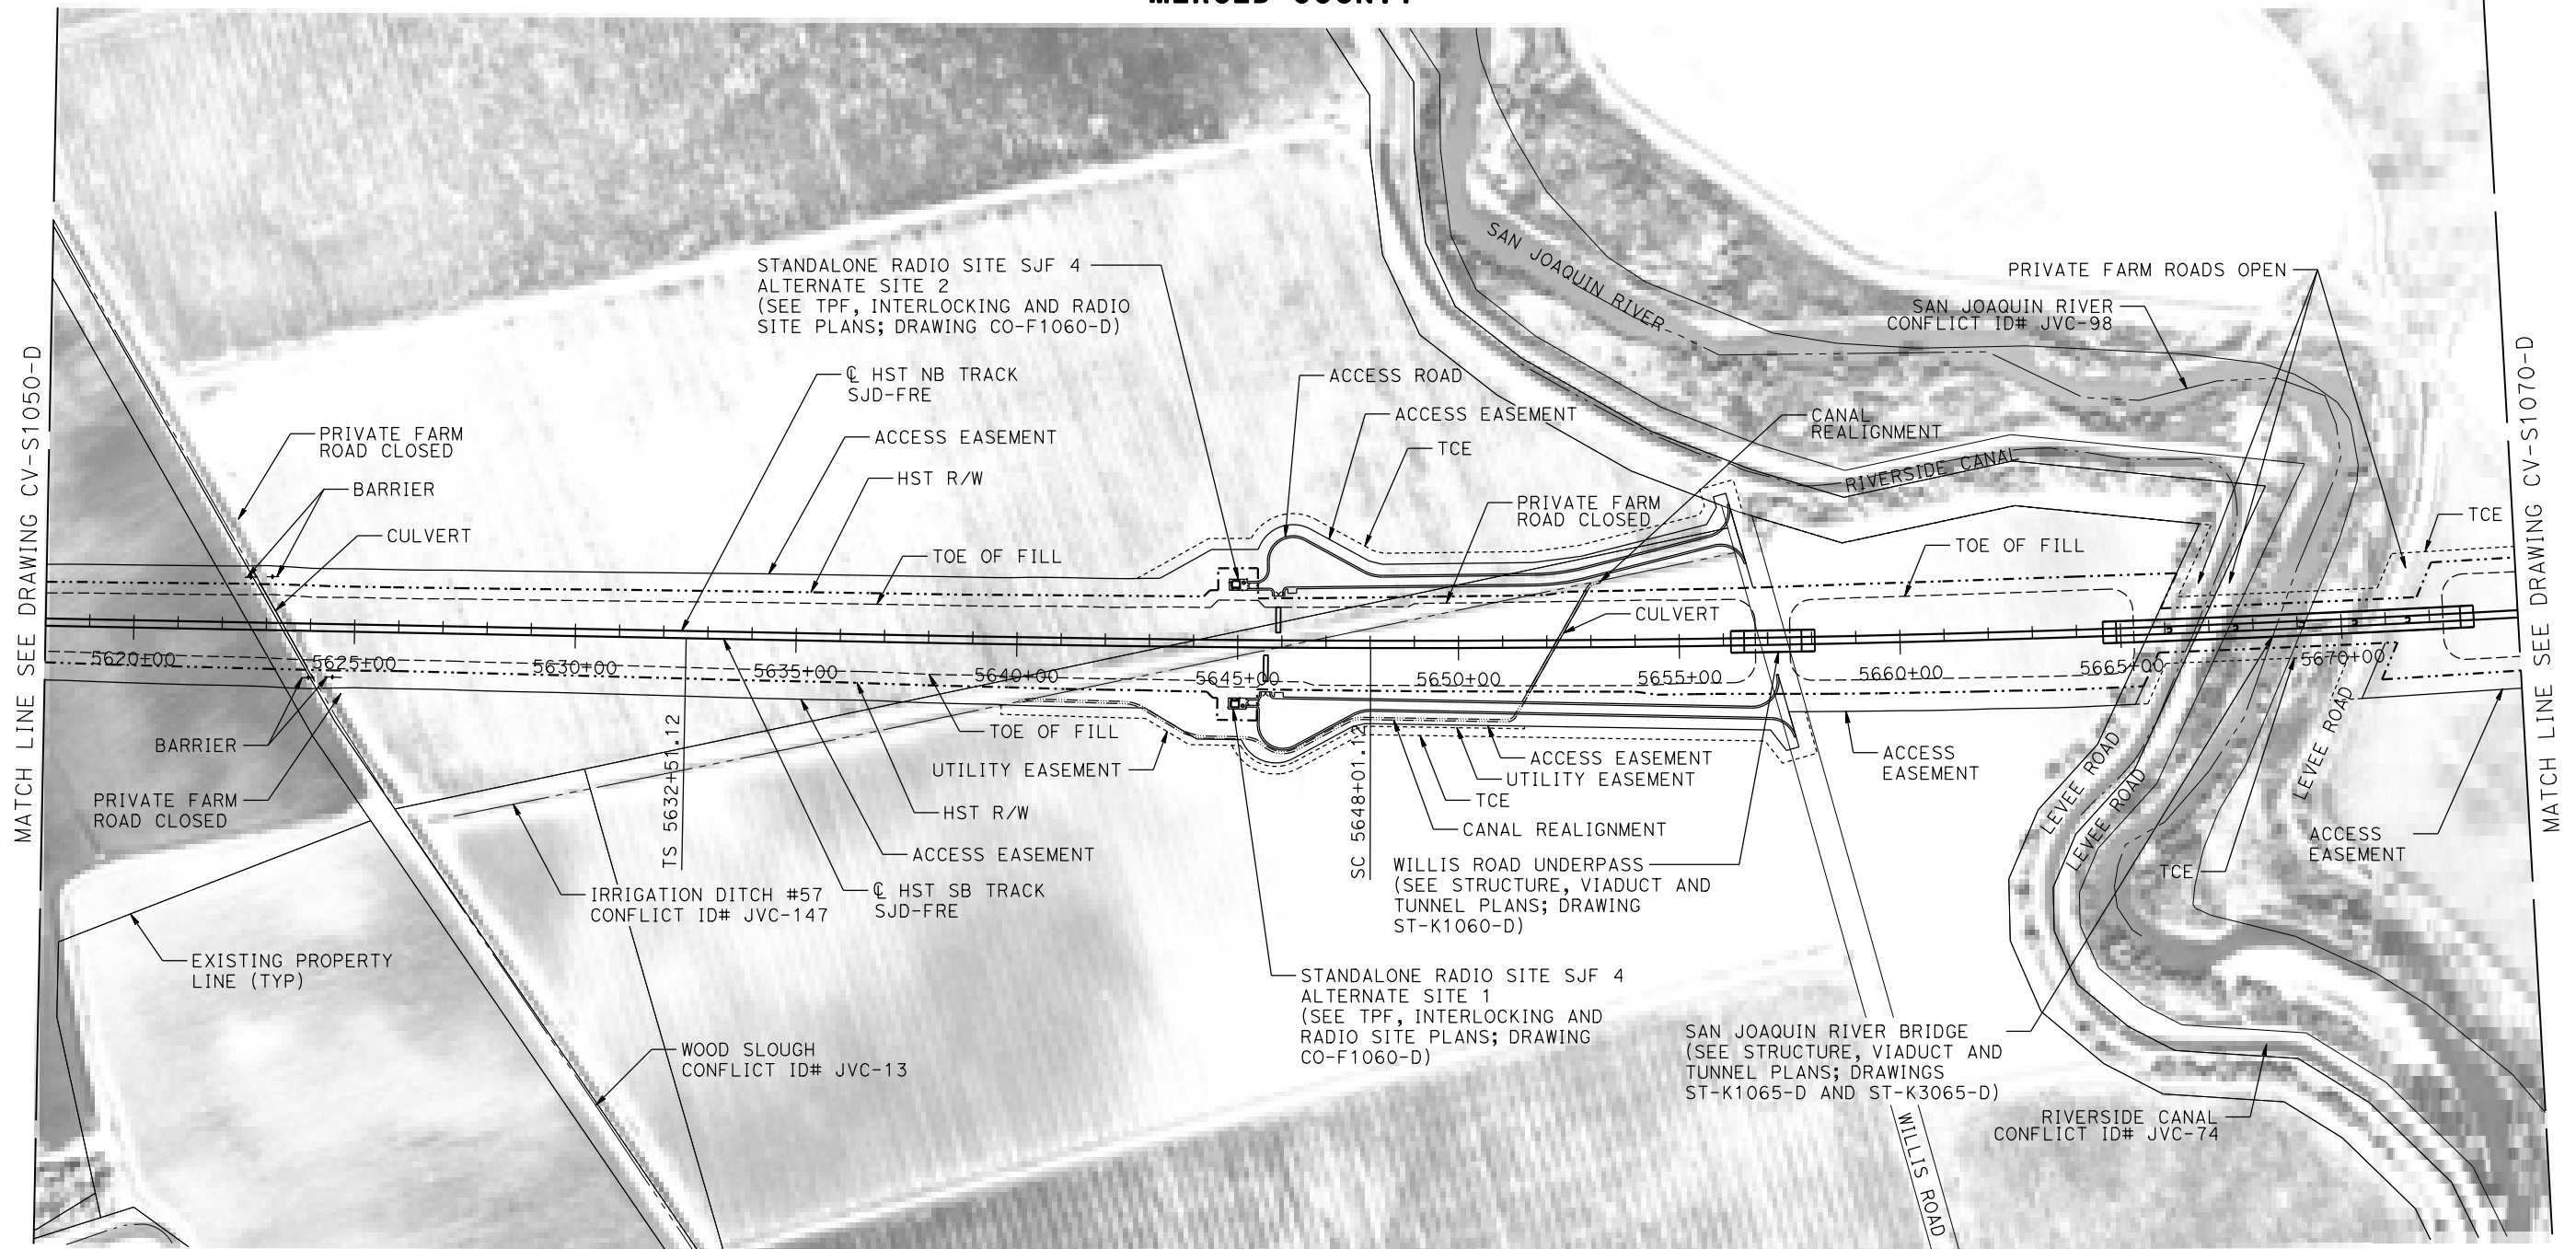 MERCED COUNTY
MATCH LINE SEE DRAWING CV-S1050-D
STANDALONE RADIO SITE SJF 4
ALTERNATE SITE 2
(SEE TPF, INTERLOCKING AND RADIO
SITE PLANS; DRAWING CO-F1060-D)
℄ HST NB TRACK
SJD-FRE
ACCESS EASEMENT
HST R/W
TOE OF FILL
PRIVATE FARM
ROAD CLOSED
BARRIER
CULVERT
ACCESS ROAD
ACCESS EASEMENT
TCE
PRIVATE FARM
ROAD CLOSED
CANAL
REALIGNMENT
CULVERT
SAN JOAQUIN RIVER
PRIVATE FARM ROADS OPEN
SAN JOAQUIN RIVER
CONFLICT ID# JVC-98
RIVERSIDE CANAL
TOE OF FILL
TCE
MATCH LINE SEE DRAWING CV-S1070-D
5620+00
5625+00
5630+00
5635+00
5640+00
5645+00
5650+00
5655+00
5660+00
5665+00
5670+00
BARRIER
PRIVATE FARM
ROAD CLOSED
TS 5632+51.12
TOE OF FILL
UTILITY EASEMENT
HST R/W
ACCESS EASEMENT
℄ HST SB TRACK
SJD-FRE
IRRIGATION DITCH #57
CONFLICT ID# JVC-147
EXISTING PROPERTY
LINE (TYP)
WOOD SLOUGH
CONFLICT ID# JVC-13
ACCESS EASEMENT
UTILITY EASEMENT
TCE
CANAL REALIGNMENT
WILLIS ROAD UNDERPASS
(SEE STRUCTURE, VIADUCT AND
TUNNEL PLANS; DRAWING
ST-K1060-D)
STANDALONE RADIO SITE SJF 4
ALTERNATE SITE 1
(SEE TPF, INTERLOCKING AND
RADIO SITE PLANS; DRAWING
CO-F1060-D)
ACCESS
EASEMENT
LEVEE ROAD
LEVEE ROAD
LEVEE ROAD
TCE
ACCESS
EASEMENT
SAN JOAQUIN RIVER BRIDGE
(SEE STRUCTURE, VIADUCT AND
TUNNEL PLANS; DRAWINGS
ST-K1065-D AND ST-K3065-D)
RIVERSIDE CANAL
CONFLICT ID# JVC-74
WILLIS ROAD